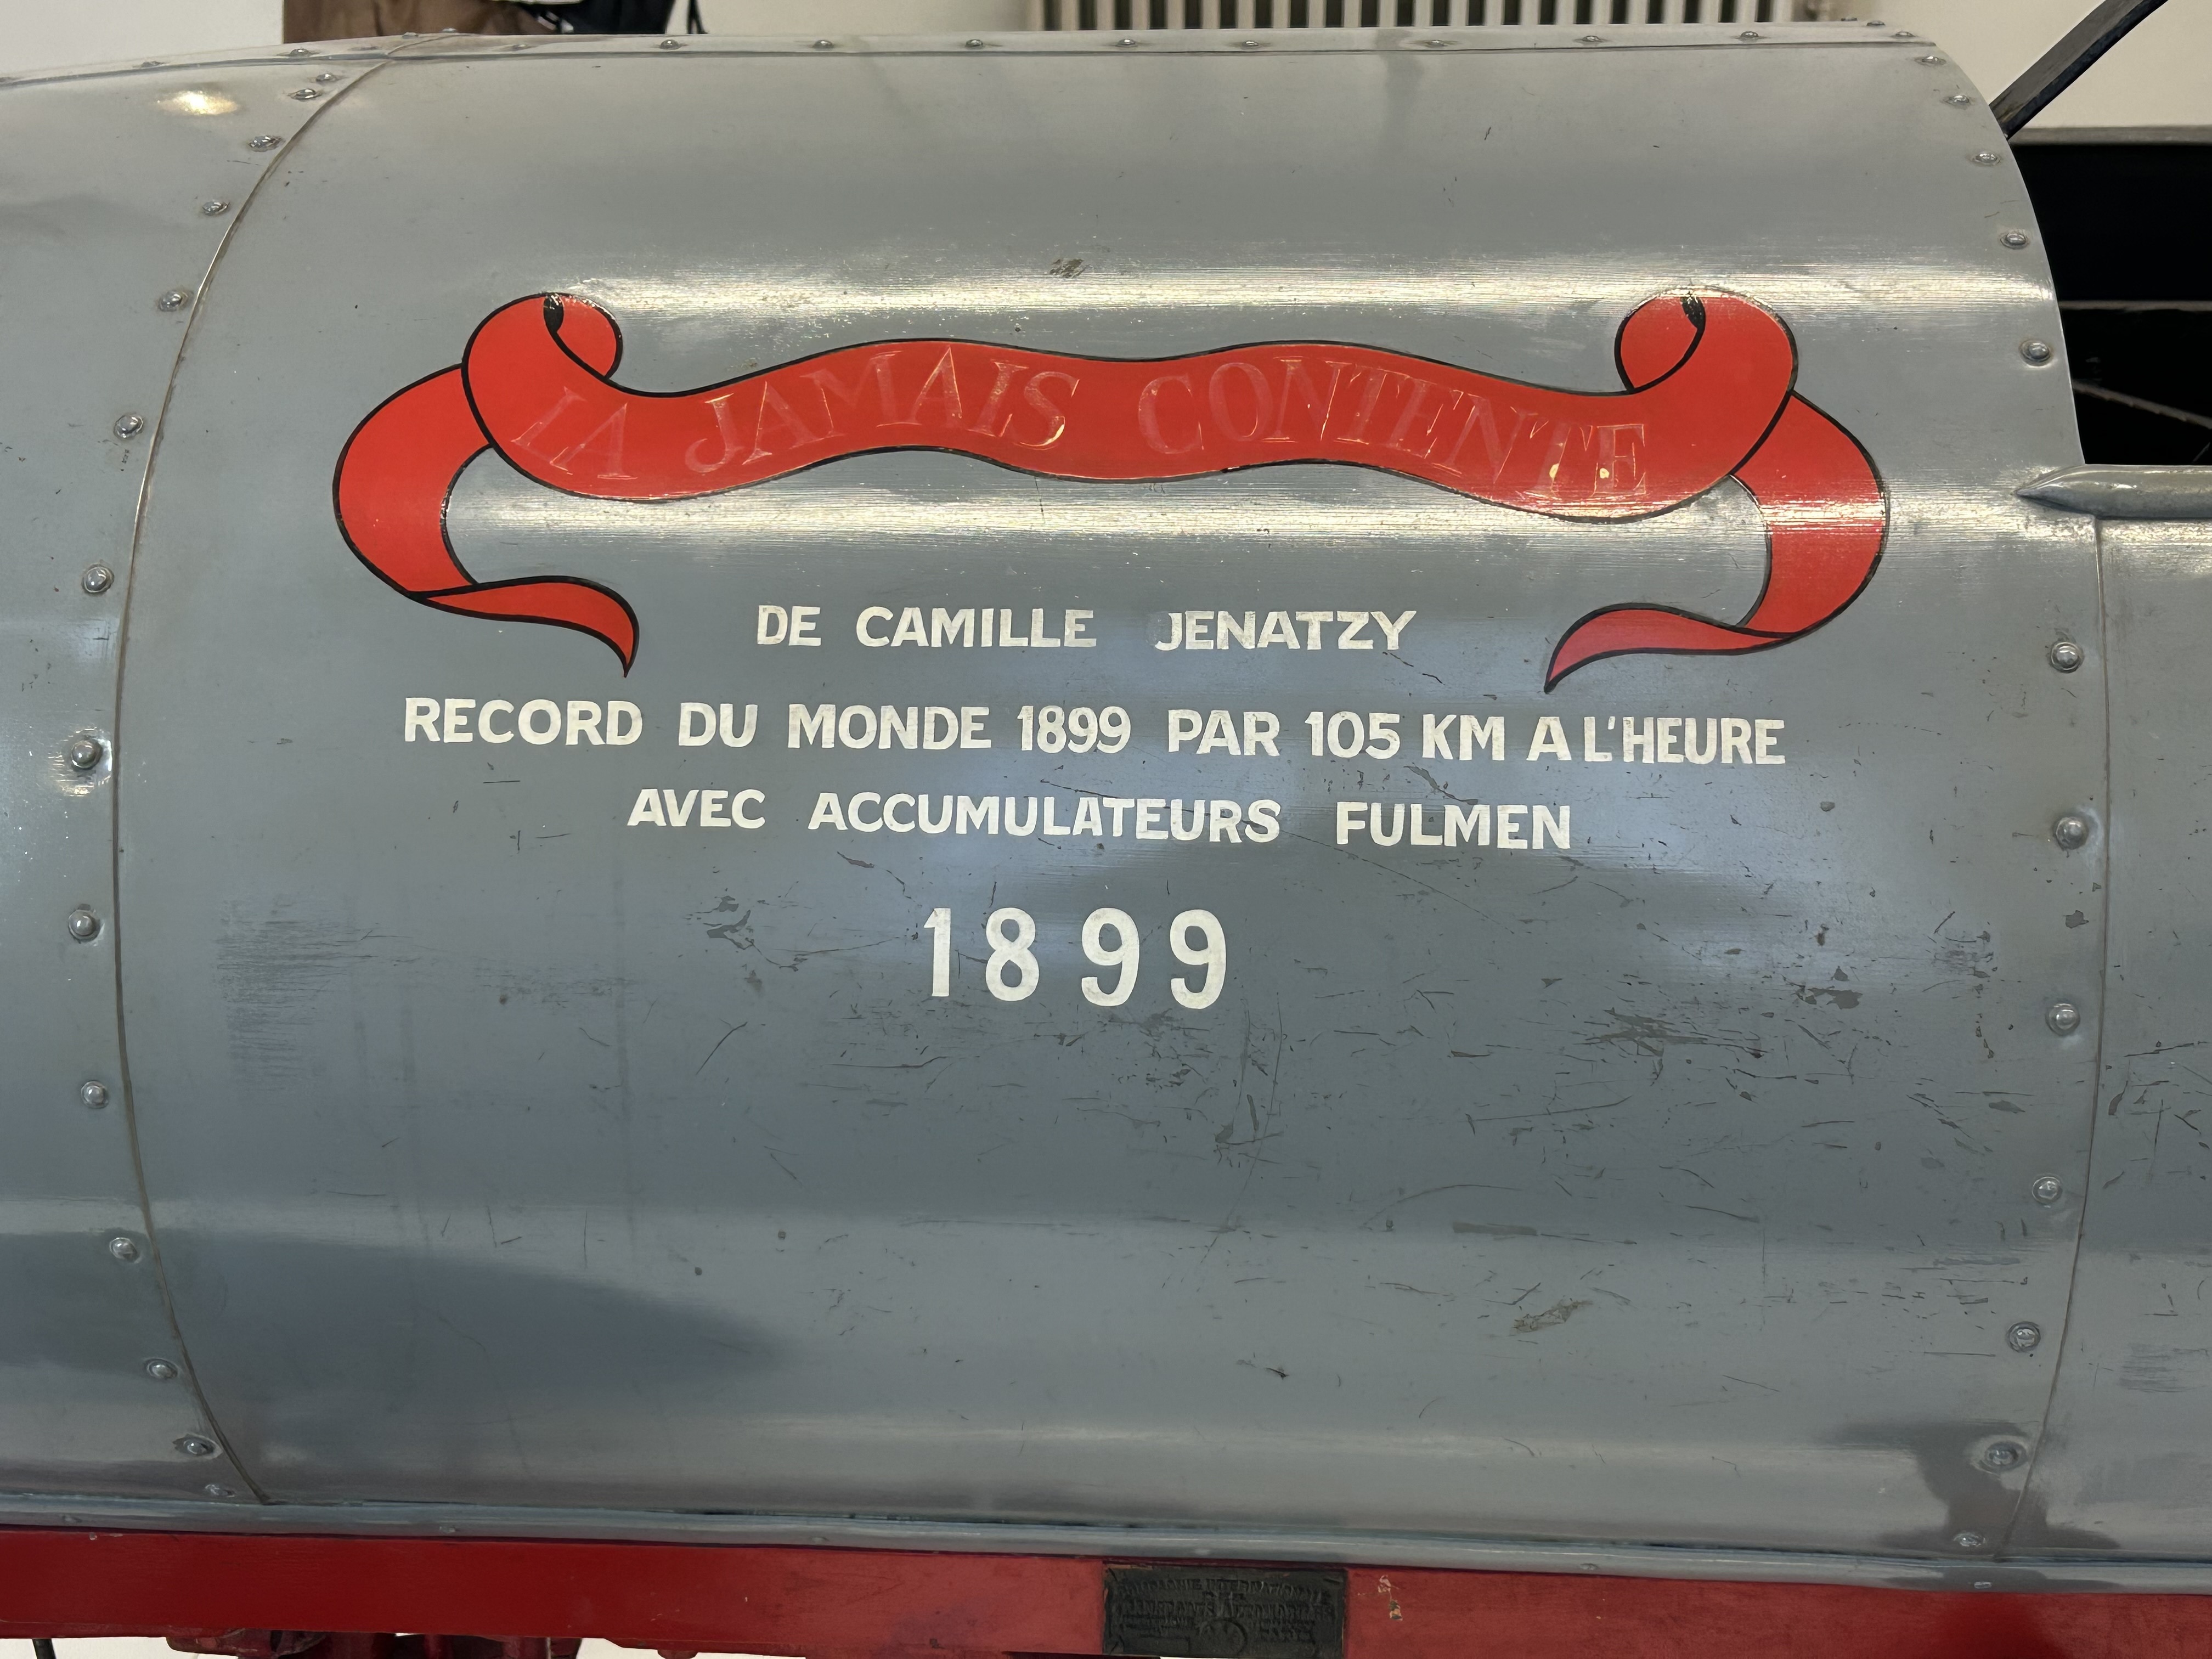 LA JAMAIS CONTENTE
DE CAMILLE JENATZY
RECORD DU MONDE 1899 PAR 105 KM A L'HEURE
AVEC ACCUMULATEURS FULMEN
1899